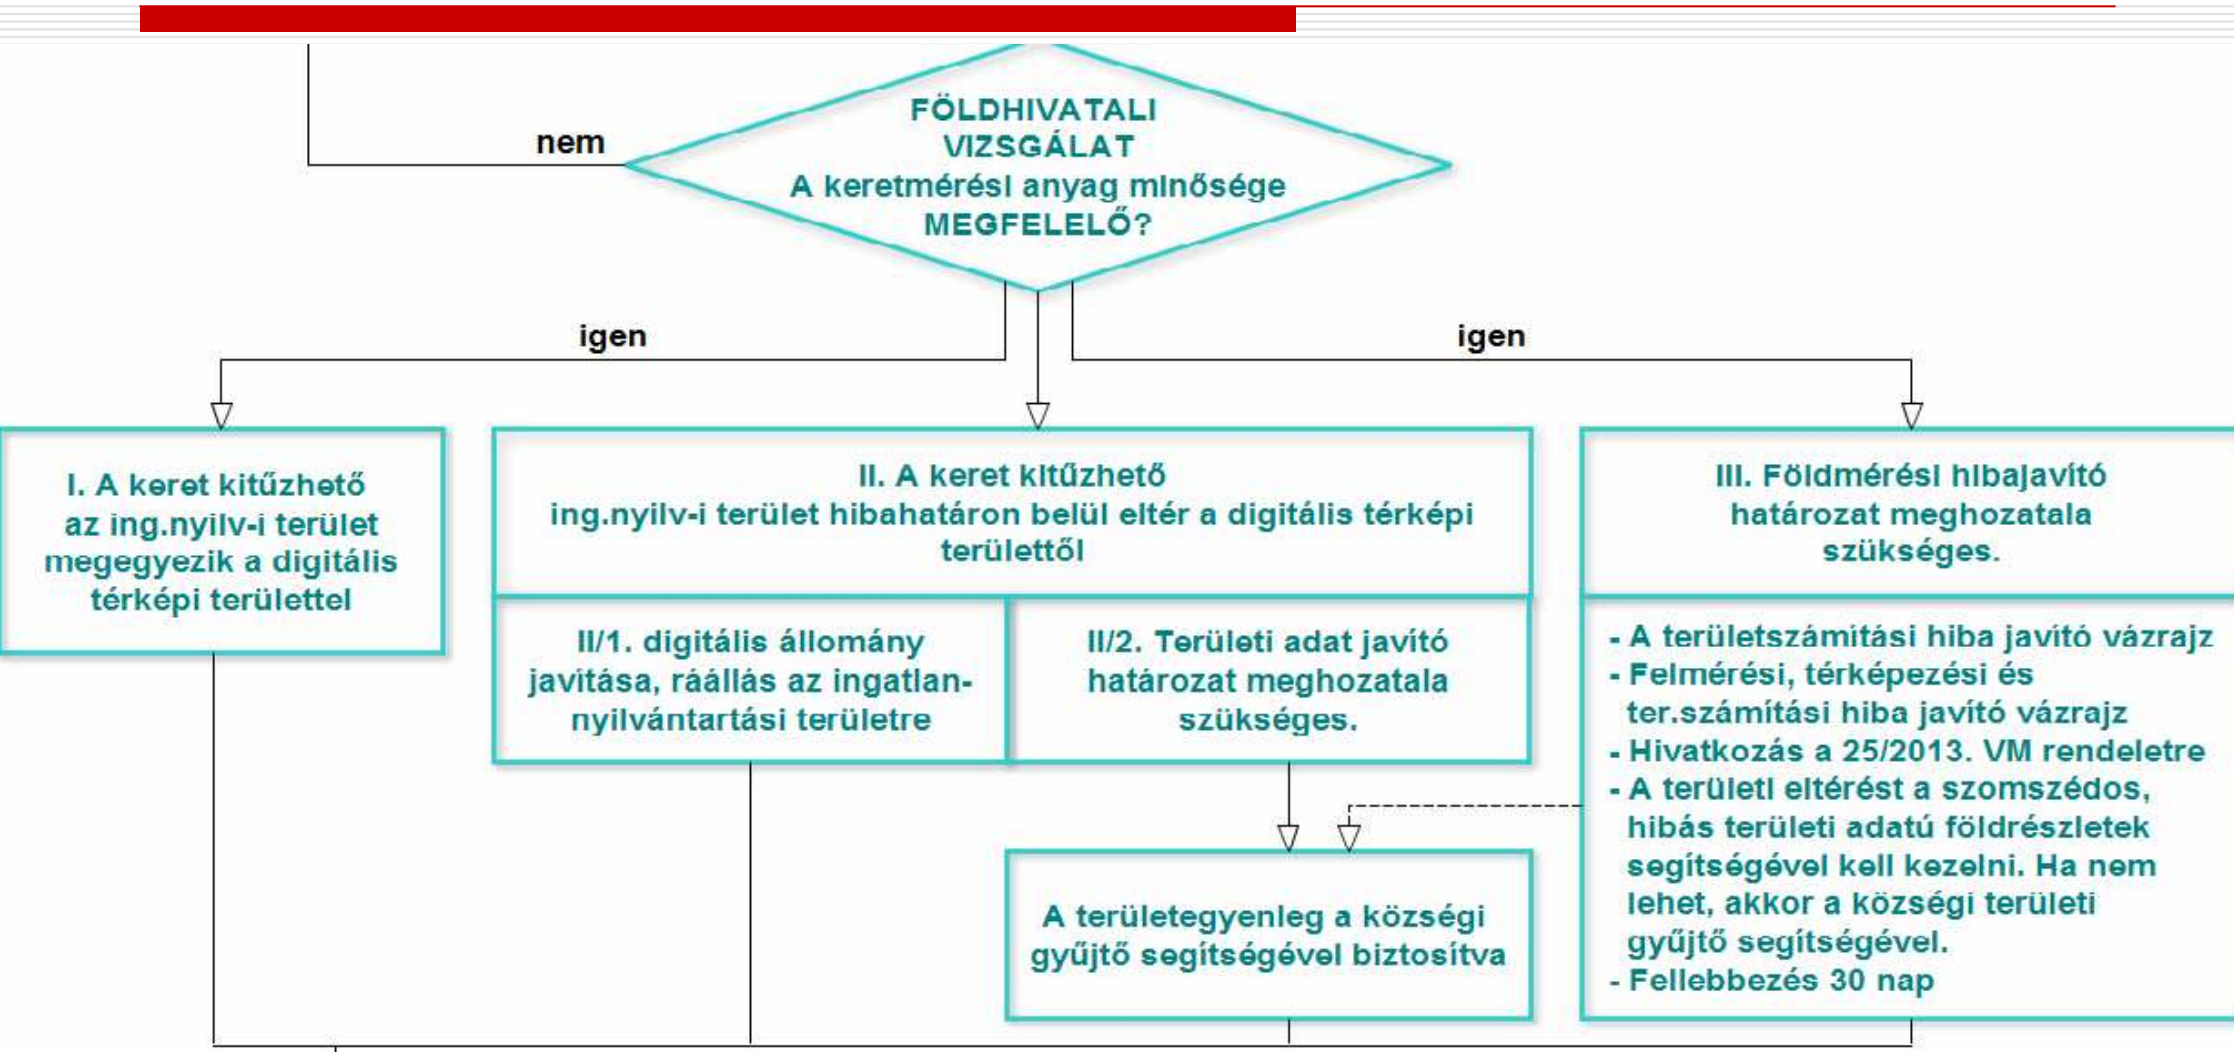 FÖLDHIVATALI
VIZSGÁLAT
A keretmérési anyag minősége
MEGFELELŐ?
nem
igen
igen
I. A keret kitűzhető
az ing.nyilv-i terület
megegyezik a digitális
térképi területtel
II. A keret kitűzhető
ing.nyilv-i terület hibahatáron belül eltér a digitális térképi
területtől
II/1. digitális állomány
javítása, ráállás az ingatlan-
nyilvántartási területre
II/2. Területi adat javító
határozat meghozatala
szükséges.
A területegyenleg a községi
gyűjtő segítségével biztosítva
III. Földmérési hibajavító
határozat meghozatala
szükséges.
- A területszámítási hiba javító vázrajz
- Felmérési, térképezési és
ter.számítási hiba javító vázrajz
- Hivatkozás a 25/2013. VM rendeletre
- A területi eltérést a szomszédos,
hibás területi adatú földrészletek
segítségével kell kezelni. Ha nem
lehet, akkor a községi területi
gyűjtő segítségével.
- Fellebbezés 30 nap